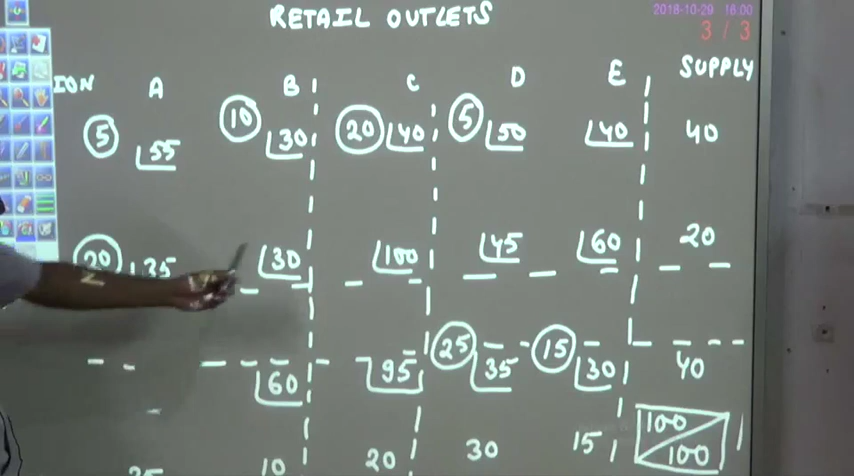 2018-10-29 16:00
RETAIL OUTLETS
3 / 3
ION A B C D E SUPPLY
5 55 10 30 20 40 5 50 40 40
20 35 30 100 45 60 20
60 95 25 35 15 30 40
25 10 20 30 15 100 100